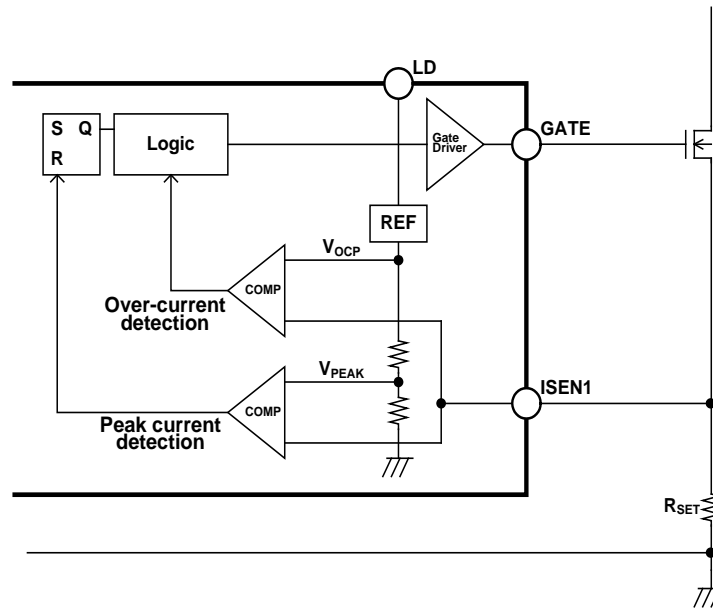 LD
S Q
R
Logic
Gate
Driver
GATE
REF
VOCP
COMP
Over-current
detection
VPEAK
COMP
ISEN1
Peak current
detection
RSET